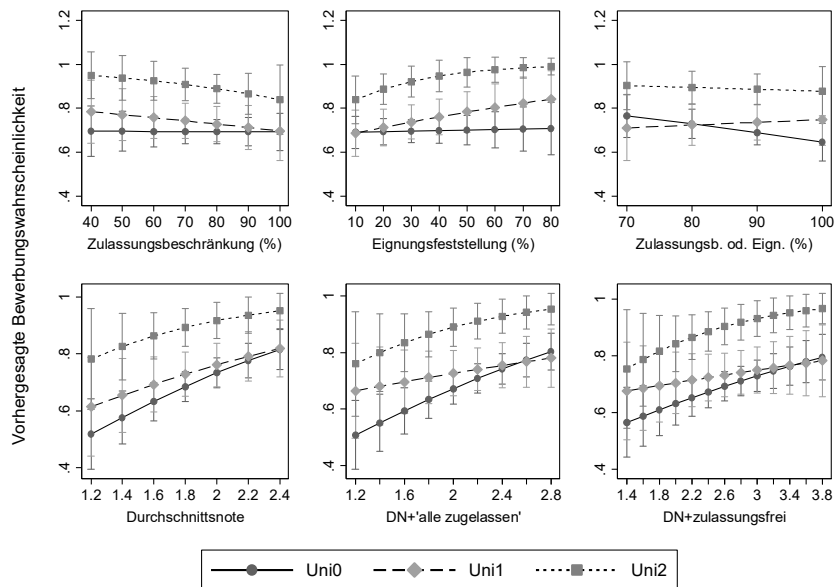 Vorhergesagte Bewerbungswahrscheinlichkeit
1.2
1
.8
.6
.4
40 50 60 70 80 90 100
Zulassungsbeschränkung (%)
1.2
1
.8
.6
.4
10 20 30 40 50 60 70 80
Eignungsfeststellung (%)
1.2
1
.8
.6
.4
70 80 90 100
Zulassungsb. od. Eign. (%)
1
.8
.6
.4
1.2 1.4 1.6 1.8 2 2.2 2.4
Durchschnittsnote
1
.8
.6
.4
1.2 1.6 2 2.4 2.8
DN+'alle zugelassen'
1
.8
.6
.4
1.4 1.8 2.2 2.6 3 3.4 3.8
DN+zulassungsfrei
Uni0 Uni1 Uni2